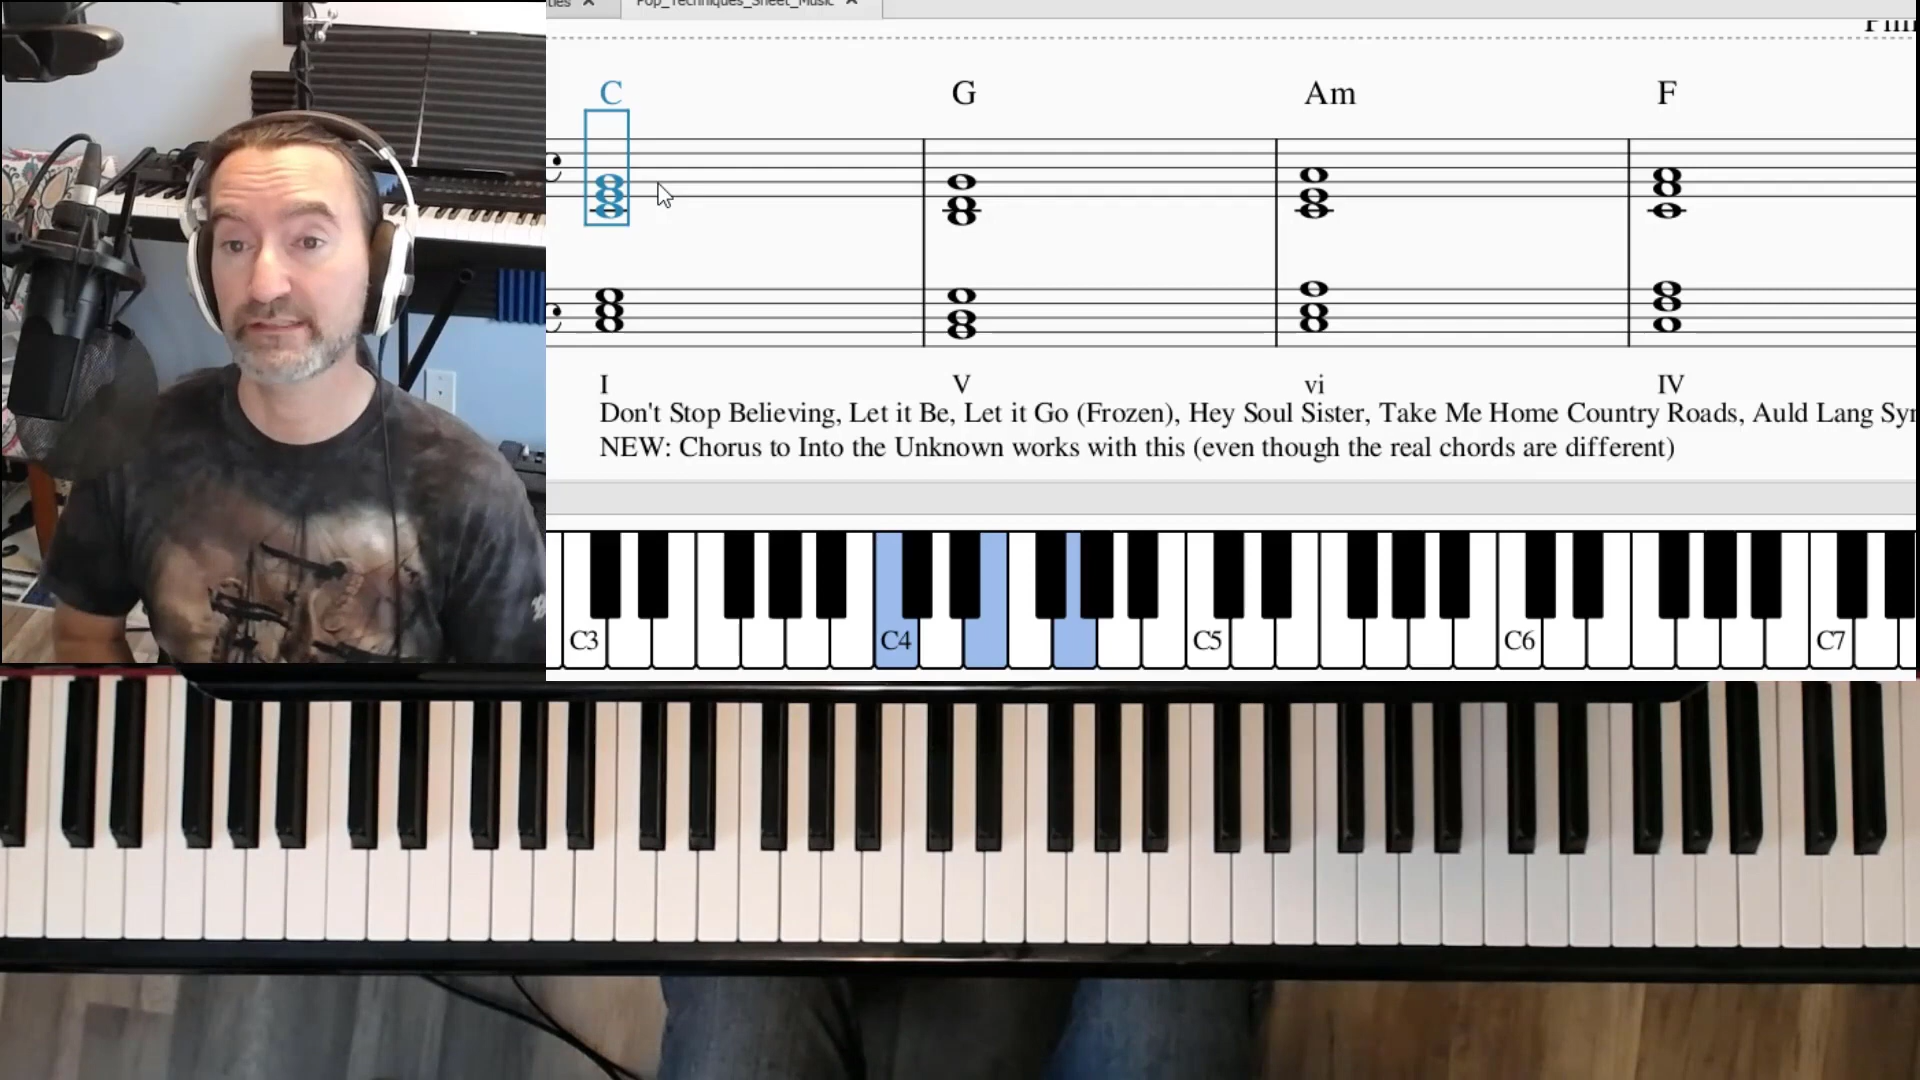 Pop_Techniques_Sheet_Music
C G Am F
I V vi IV
Don't Stop Believing, Let it Be, Let it Go (Frozen), Hey Soul Sister, Take Me Home Country Roads, Auld Lang
NEW: Chorus to Into the Unknown works with this (even though the real chords are different)
C3 C4 C5 C6 C7